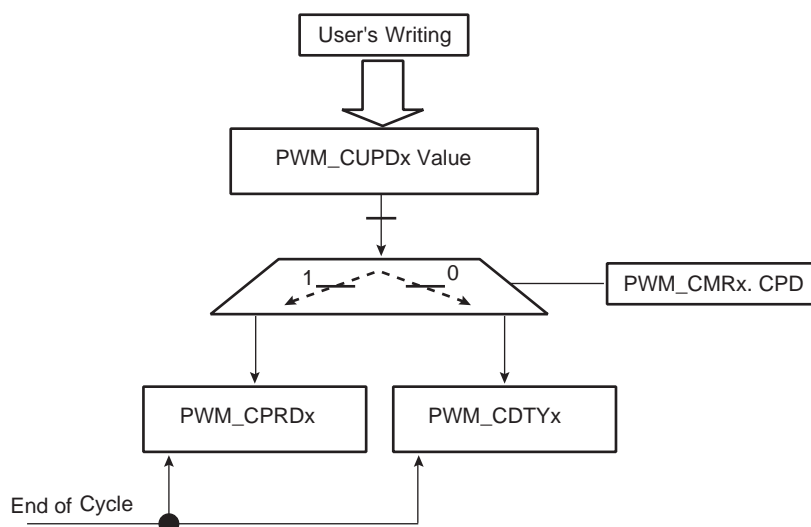 User's Writing
PWM_CUPDx Value
1
0
PWM_CMRx. CPD
PWM_CPRDx
PWM_CDTYx
End of Cycle